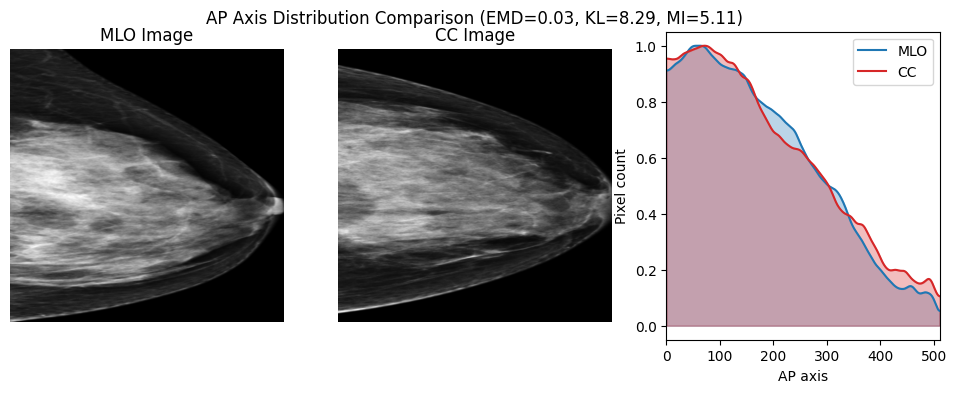 AP Axis Distribution Comparison (EMD=0.03, KL=8.29, MI=5.11)
MLO Image
CC Image
MLO
CC
Pixel count
1.0
0.8
0.6
0.4
0.2
0.0
0 100 200 300 400 500
AP axis